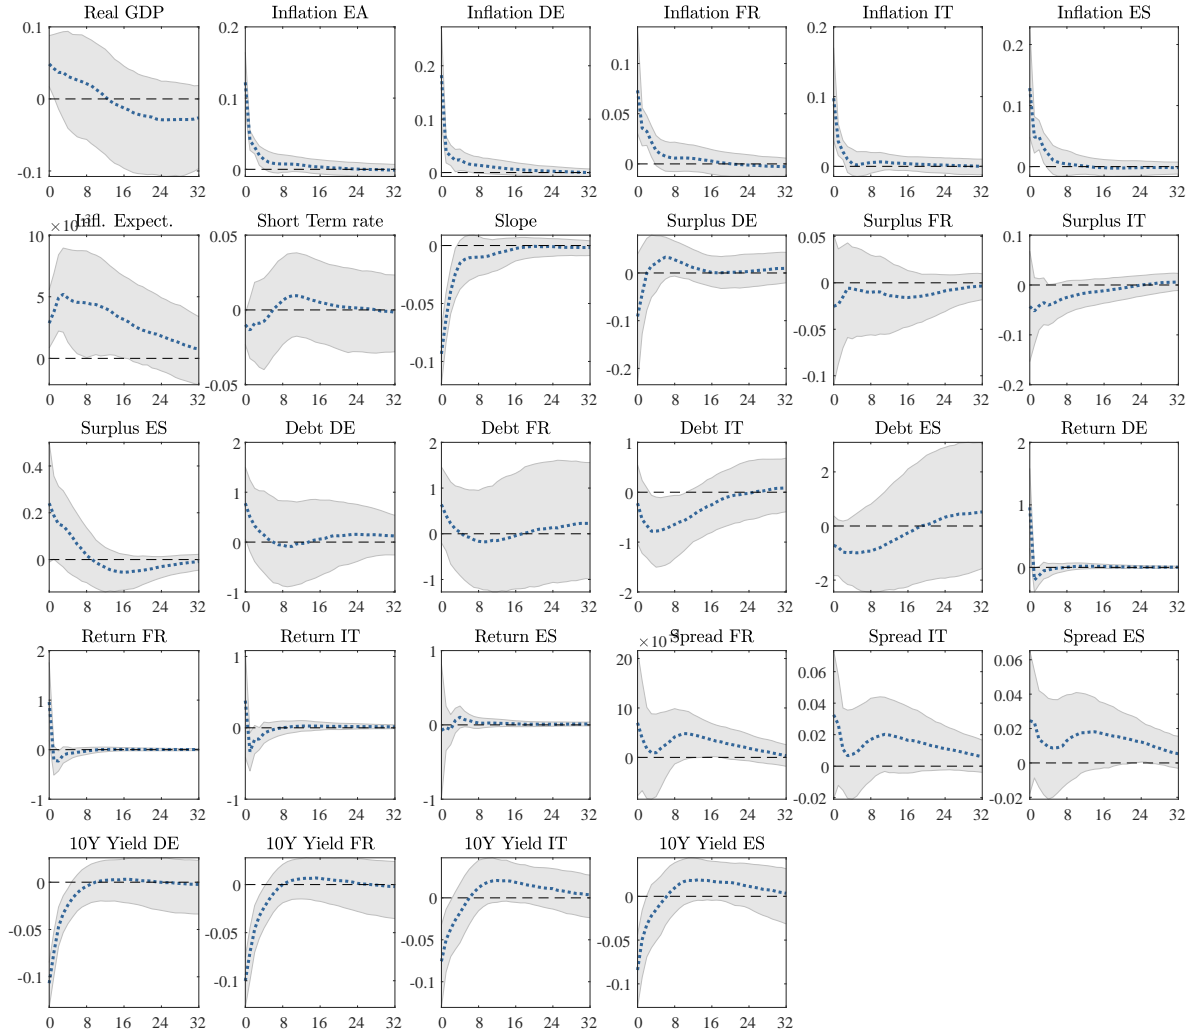 Real GDP
Inflation EA
Inflation DE
Inflation FR
Inflation IT
Inflation ES
0.1
0
-0.1
0 8 16 24 32
0.2
0.1
0
0 8 16 24 32
0.2
0.1
0
0 8 16 24 32
0.1
0.05
0
0 8 16 24 32
0.2
0.1
0
0 8 16 24 32
0.2
0.1
0
0 8 16 24 32
Infl. Expect.
Short Term rate
Slope
Surplus DE
Surplus FR
Surplus IT
×10
10
5
0
0 8 16 24 32
0.05
0
-0.05
0 8 16 24 32
0
-0.05
-0.1
0 8 16 24 32
0
-0.1
-0.2
0 8 16 24 32
0.05
0
-0.05
-0.1
0 8 16 24 32
0.1
0
-0.1
-0.2
0 8 16 24 32
Surplus ES
Debt DE
Debt FR
Debt IT
Debt ES
Return DE
0.4
0.2
0
0 8 16 24 32
2
1
0
-1
0 8 16 24 32
2
1
0
-1
0 8 16 24 32
1
0
-1
-2
0 8 16 24 32
2
0
-2
0 8 16 24 32
2
1
0
0 8 16 24 32
Return FR
Return IT
Return ES
Spread FR
Spread IT
Spread ES
2
1
0
-1
0 8 16 24 32
1
0
-1
0 8 16 24 32
1
0
-1
0 8 16 24 32
×10
20
10
0
0 8 16 24 32
0.06
0.04
0.02
0
-0.02
0 8 16 24 32
0.06
0.04
0.02
0
-0.02
0 8 16 24 32
10Y Yield DE
10Y Yield FR
10Y Yield IT
10Y Yield ES
0
-0.05
-0.1
0 8 16 24 32
0
-0.05
-0.1
0 8 16 24 32
0
-0.05
-0.1
0 8 16 24 32
0
-0.05
-0.1
0 8 16 24 32